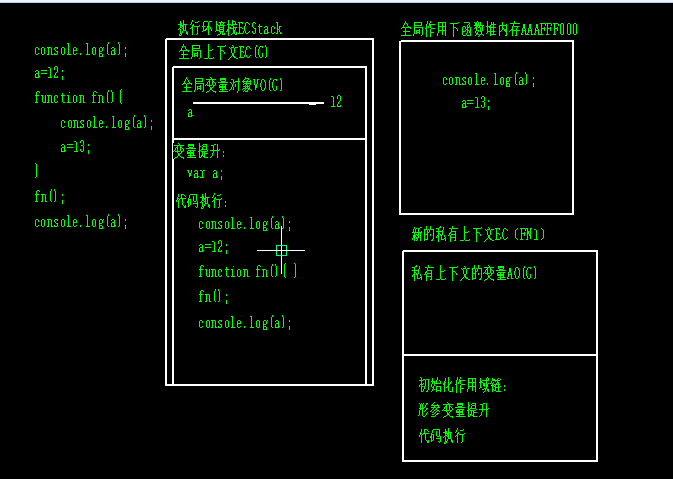 console.log(a);
a=12;
function fn(){
console.log(a);
a=13;
}
fn();
console.log(a);
执行环境栈ECStack
全局上下文EC(G)
全局变量对象VO(G)
12
a
变量提升:
var a;
代码执行:
console.log(a);
a=12;
function fn(){ }
fn();
console.log(a);
全局作用下函数堆内存AAAFFF000
console.log(a);
a=13;
新的私有上下文EC（FN1）
私有上下文的变量AO(G)
初始化作用域链:
形参变量提升
代码执行